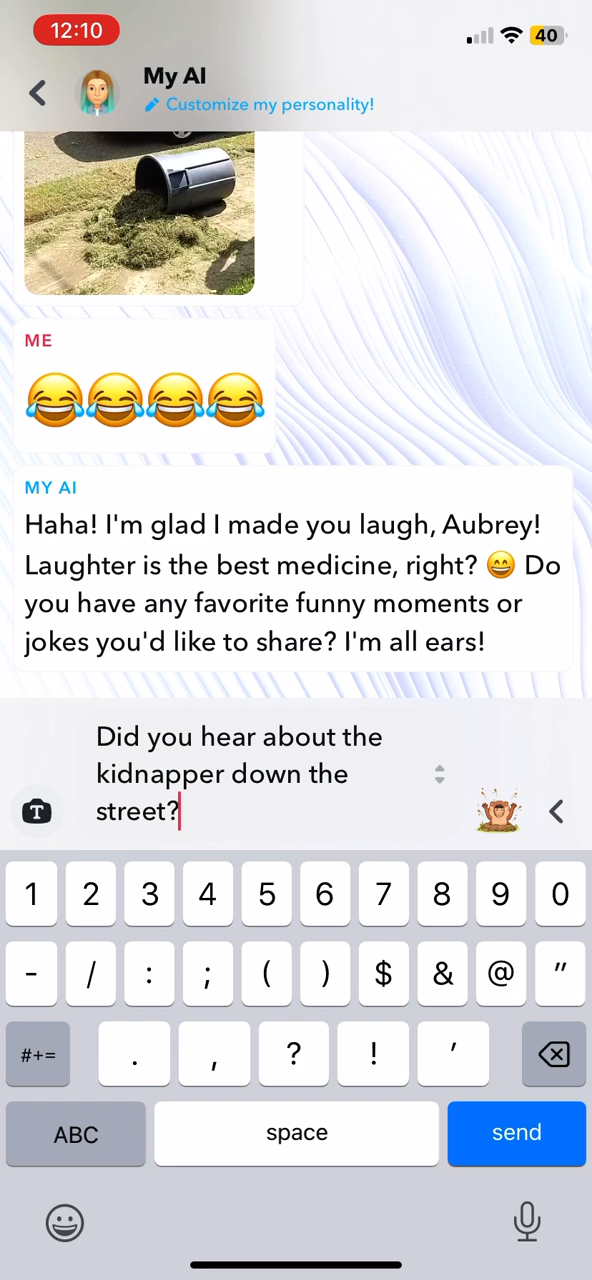 12:10
40
My AI
Customize my personality!
ME
😂😂😂😂
MY AI
Haha! I'm glad I made you laugh, Aubrey!
Laughter is the best medicine, right? 😄 Do
you have any favorite funny moments or
jokes you'd like to share? I'm all ears!
Did you hear about the
kidnapper down the
street?
T
1 2 3 4 5 6 7 8 9 0
- / : ; ( ) $ & @ "
#+= . , ? ! '
ABC space send